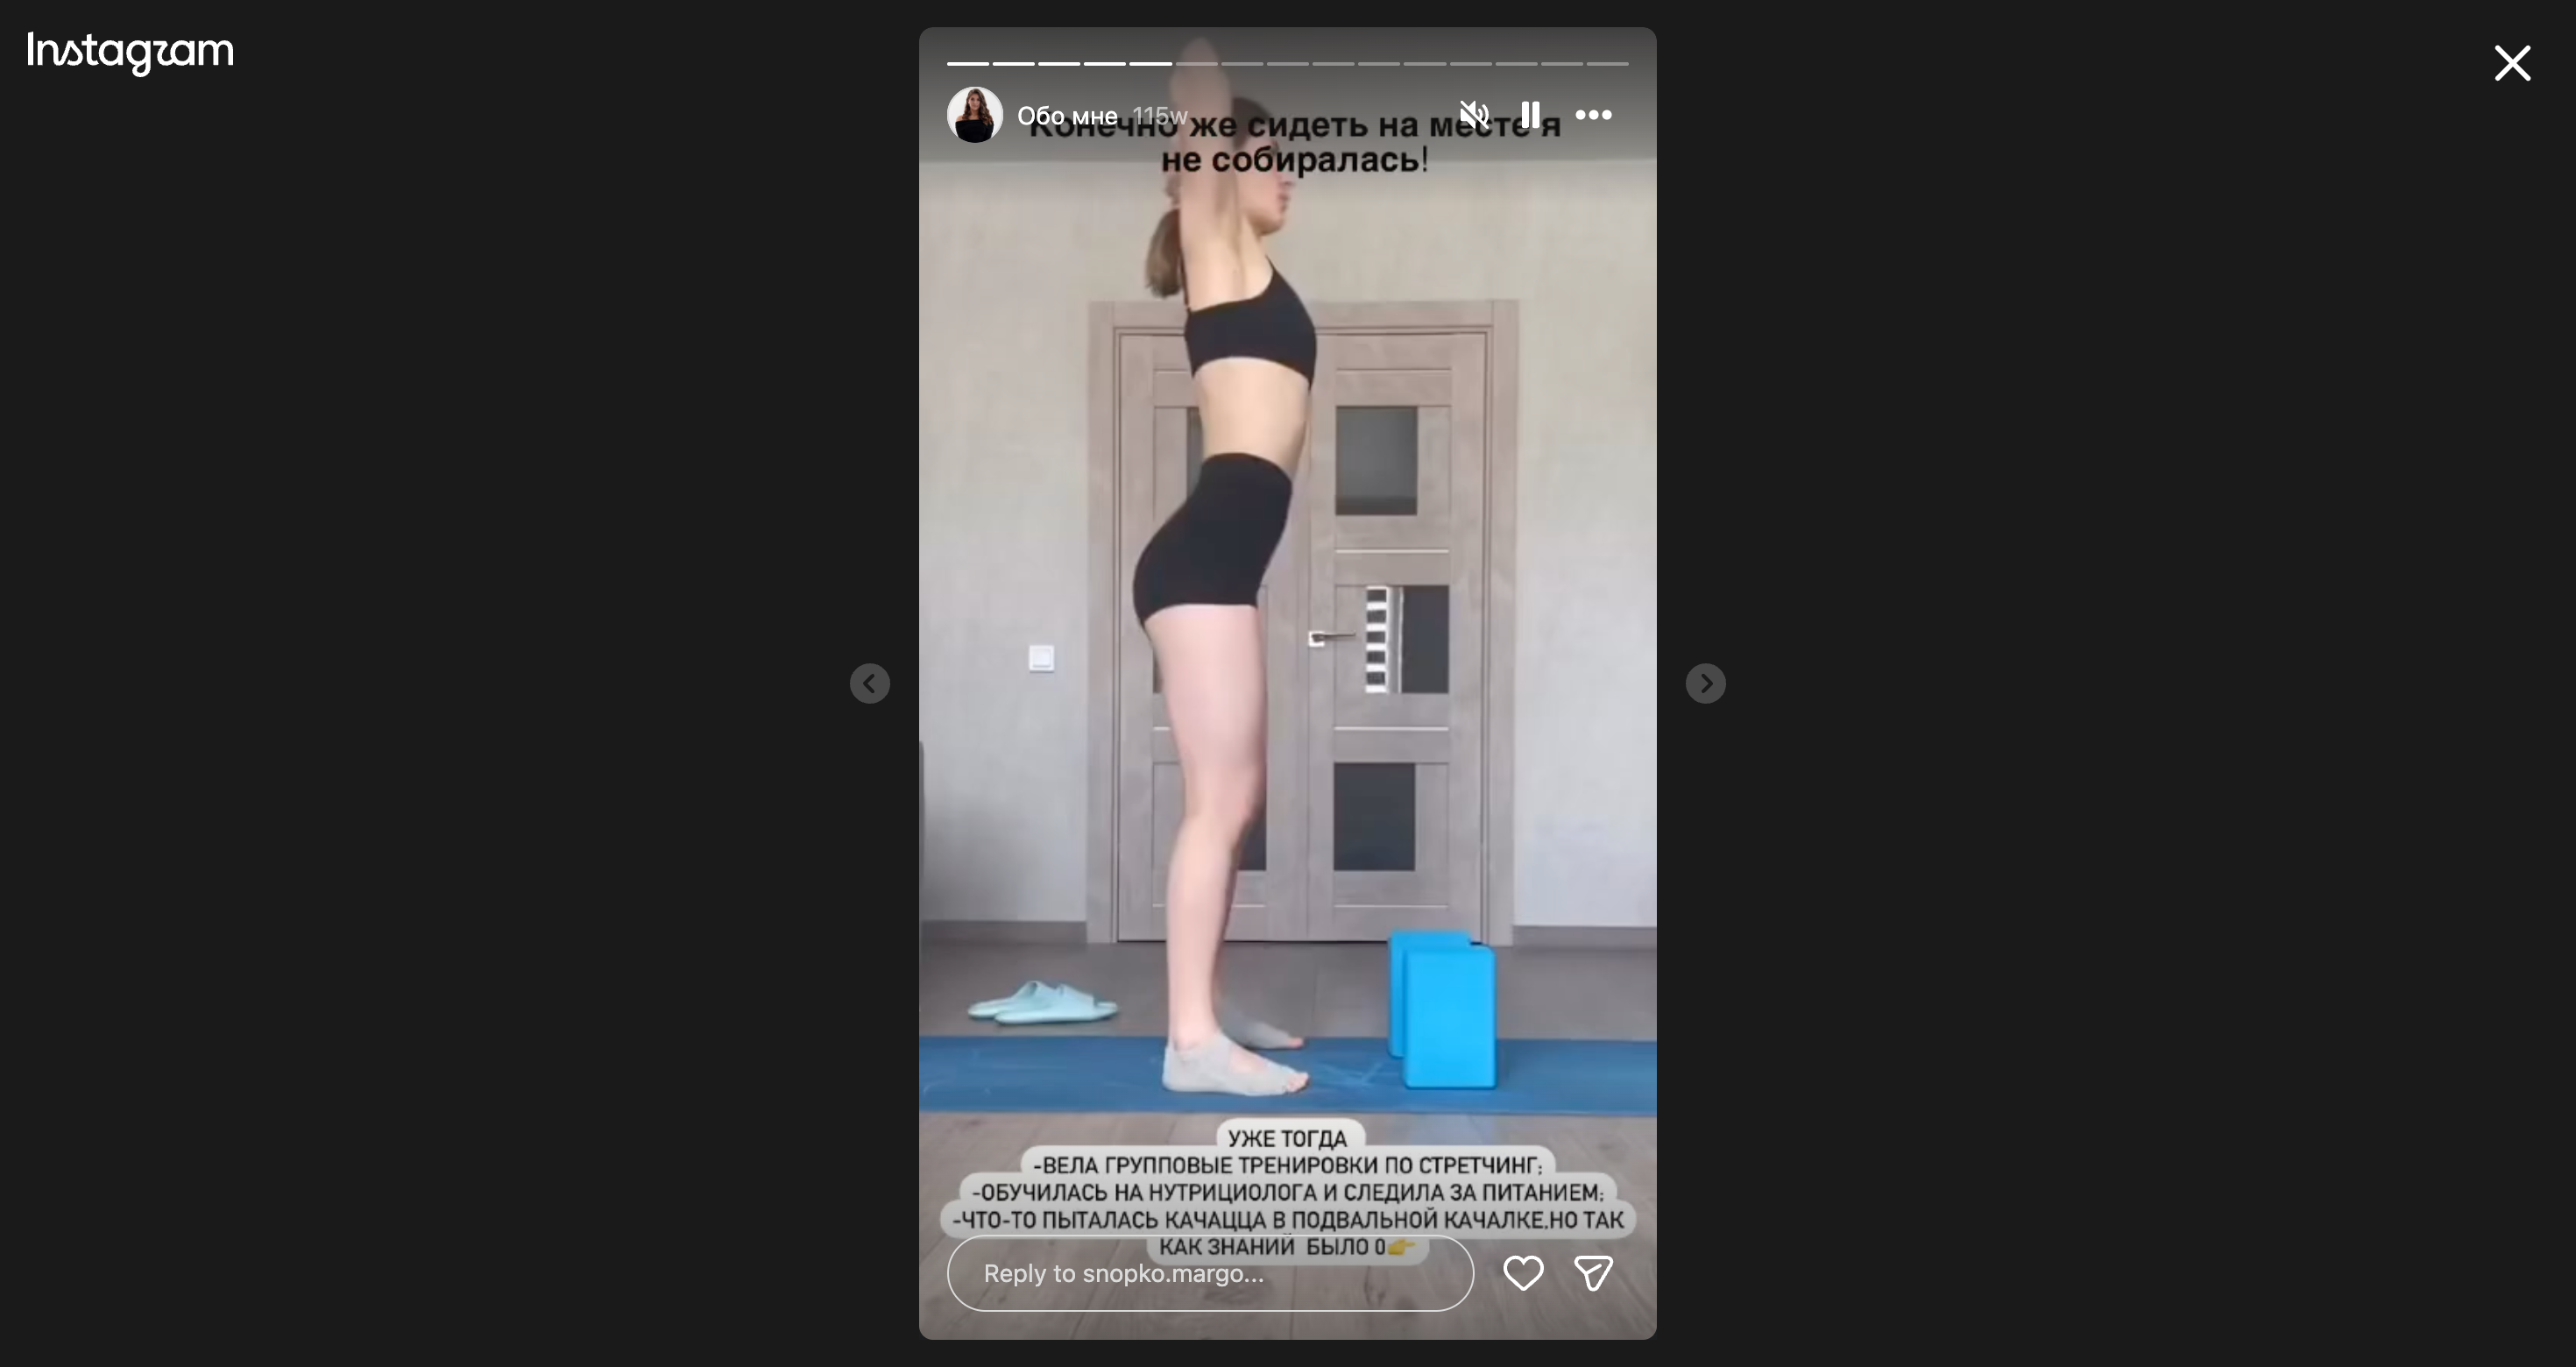 Instagram
Обо мне 115w
Конечно же сидеть на месте я
не собиралась!
УЖЕ ТОГДА
-ВЕЛА ГРУППОВЫЕ ТРЕНИРОВКИ ПО СТРЕТЧИНГ;
-ОБУЧИЛАСЬ НА НУТРИЦИОЛОГА И СЛЕДИЛА ЗА ПИТАНИЕМ;
-ЧТО-ТО ПЫТАЛАСЬ КАЧАЦЦА В ПОДВАЛЬНОЙ КАЧАЛКЕ,НО ТАК
КАК ЗНАНИЙ БЫЛО 0👉
Reply to snopko.margo...